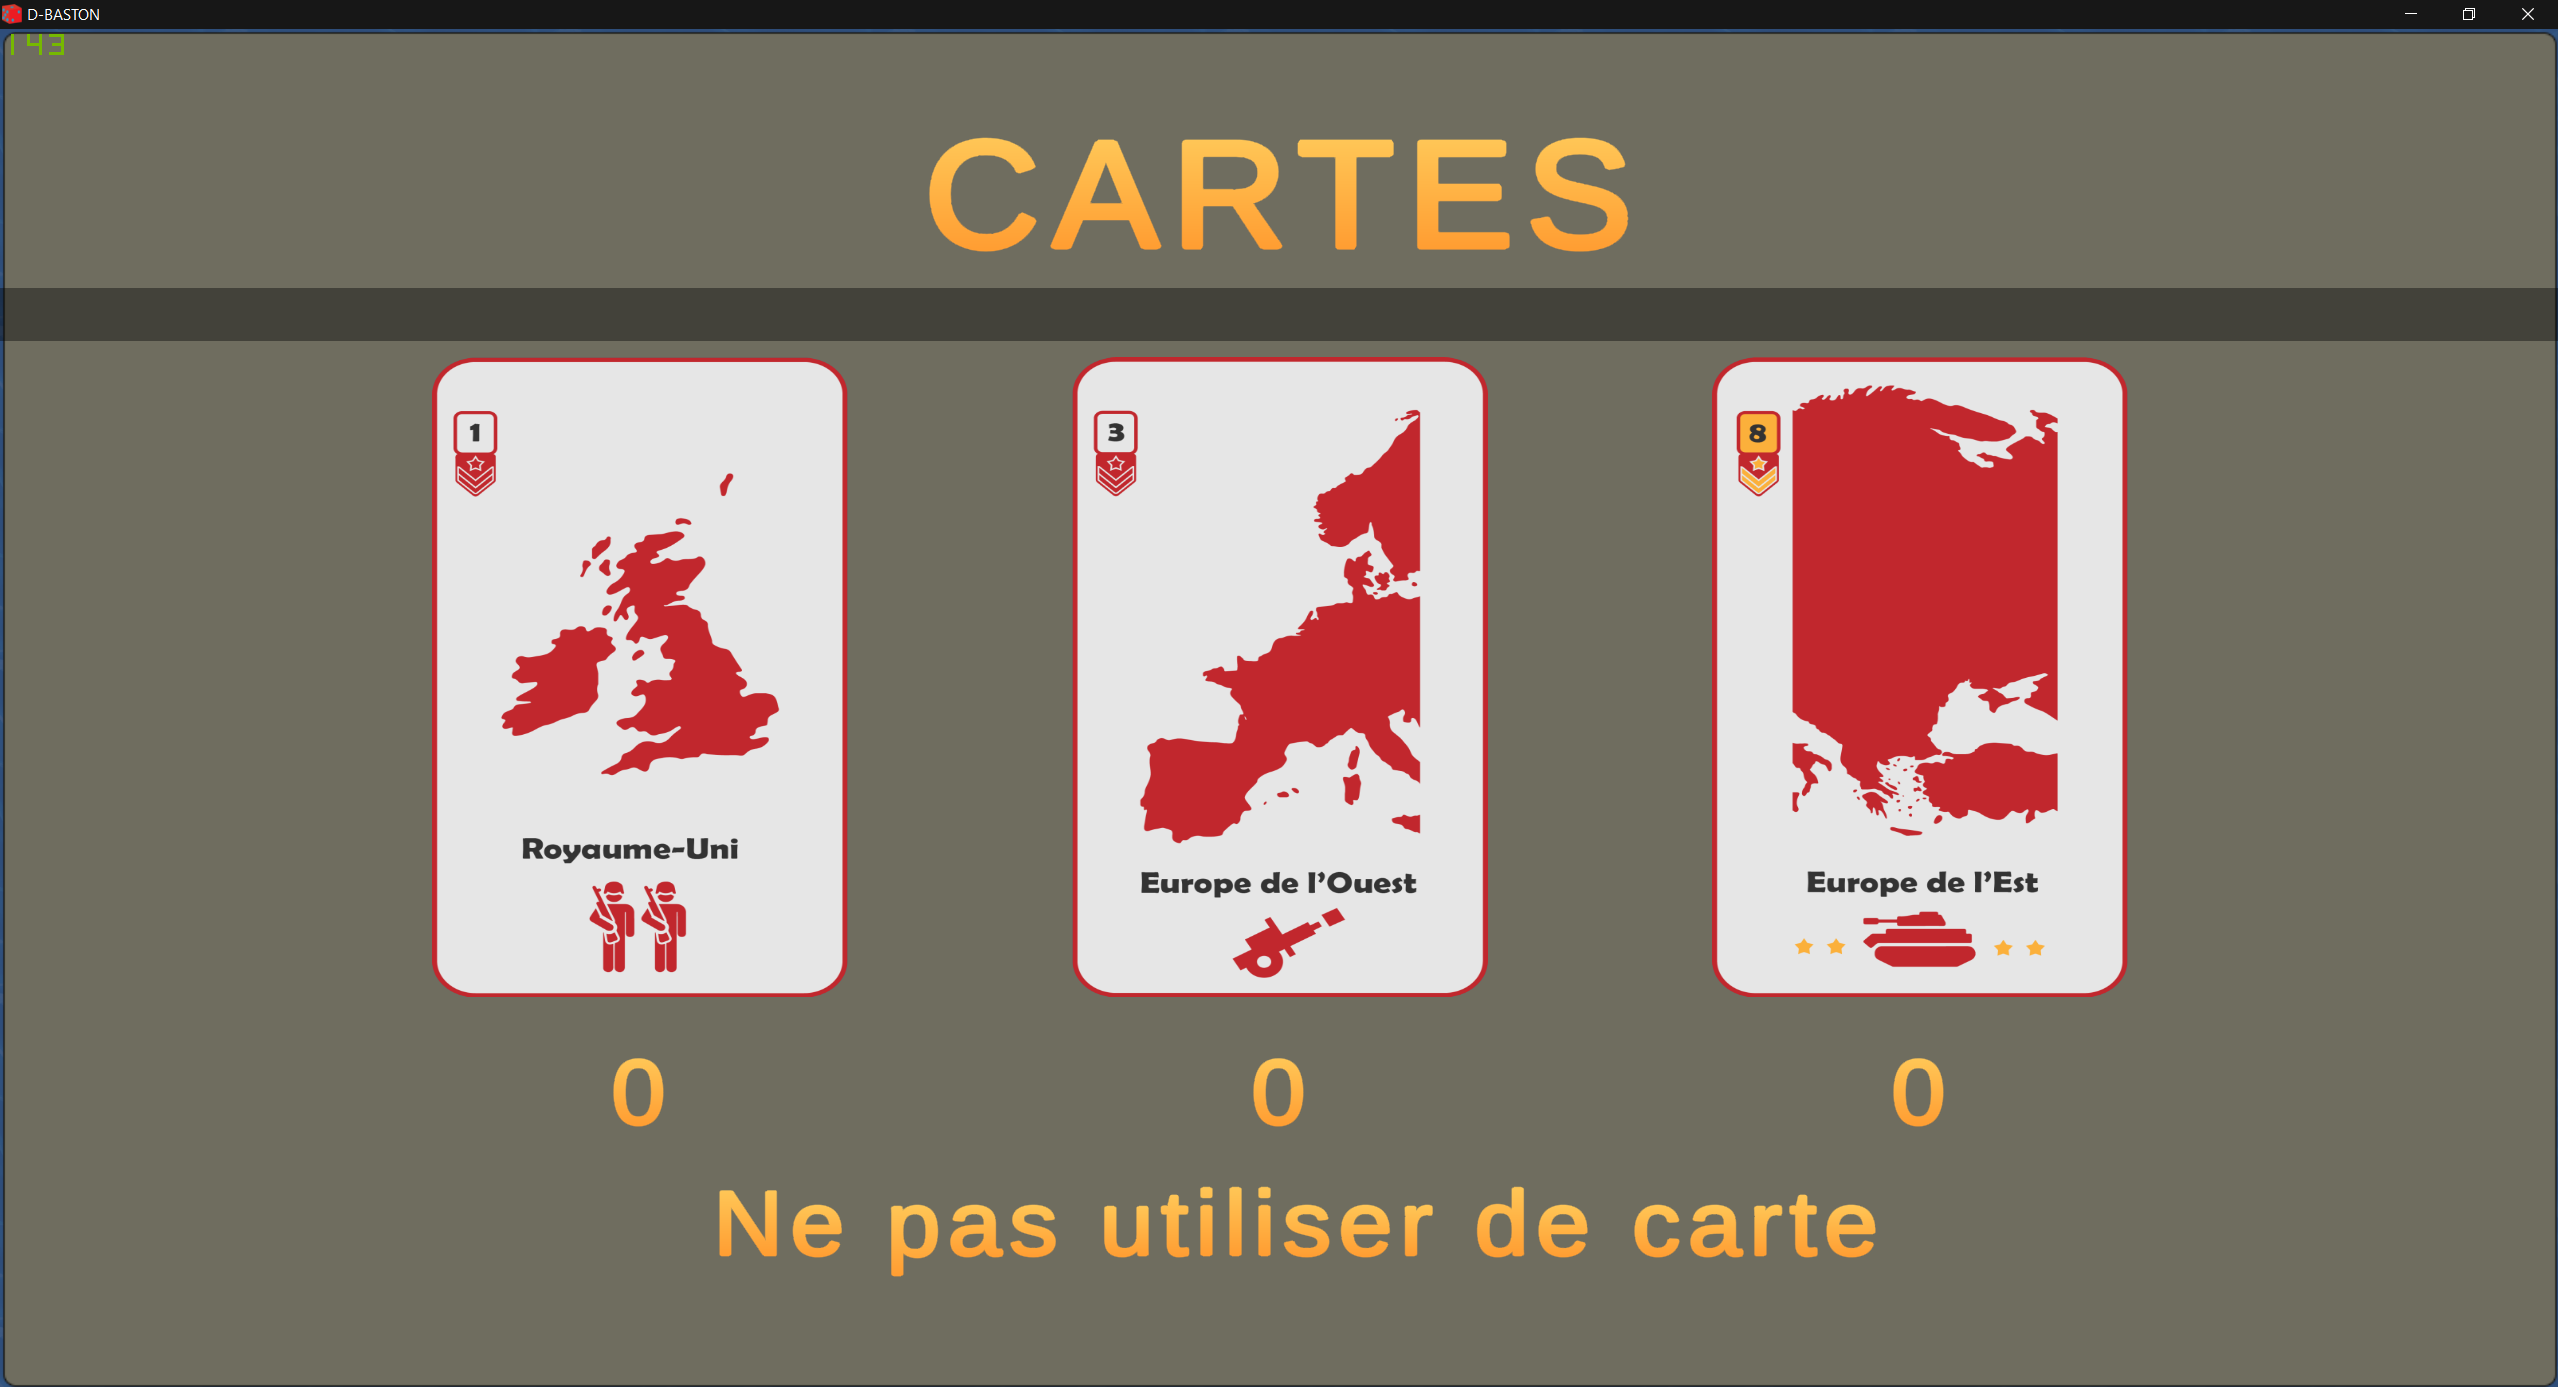 D-BASTON
143
CARTES
1
3
8
Royaume-Uni
Europe de l'Ouest
Europe de l'Est
0
0
0
Ne pas utiliser de carte